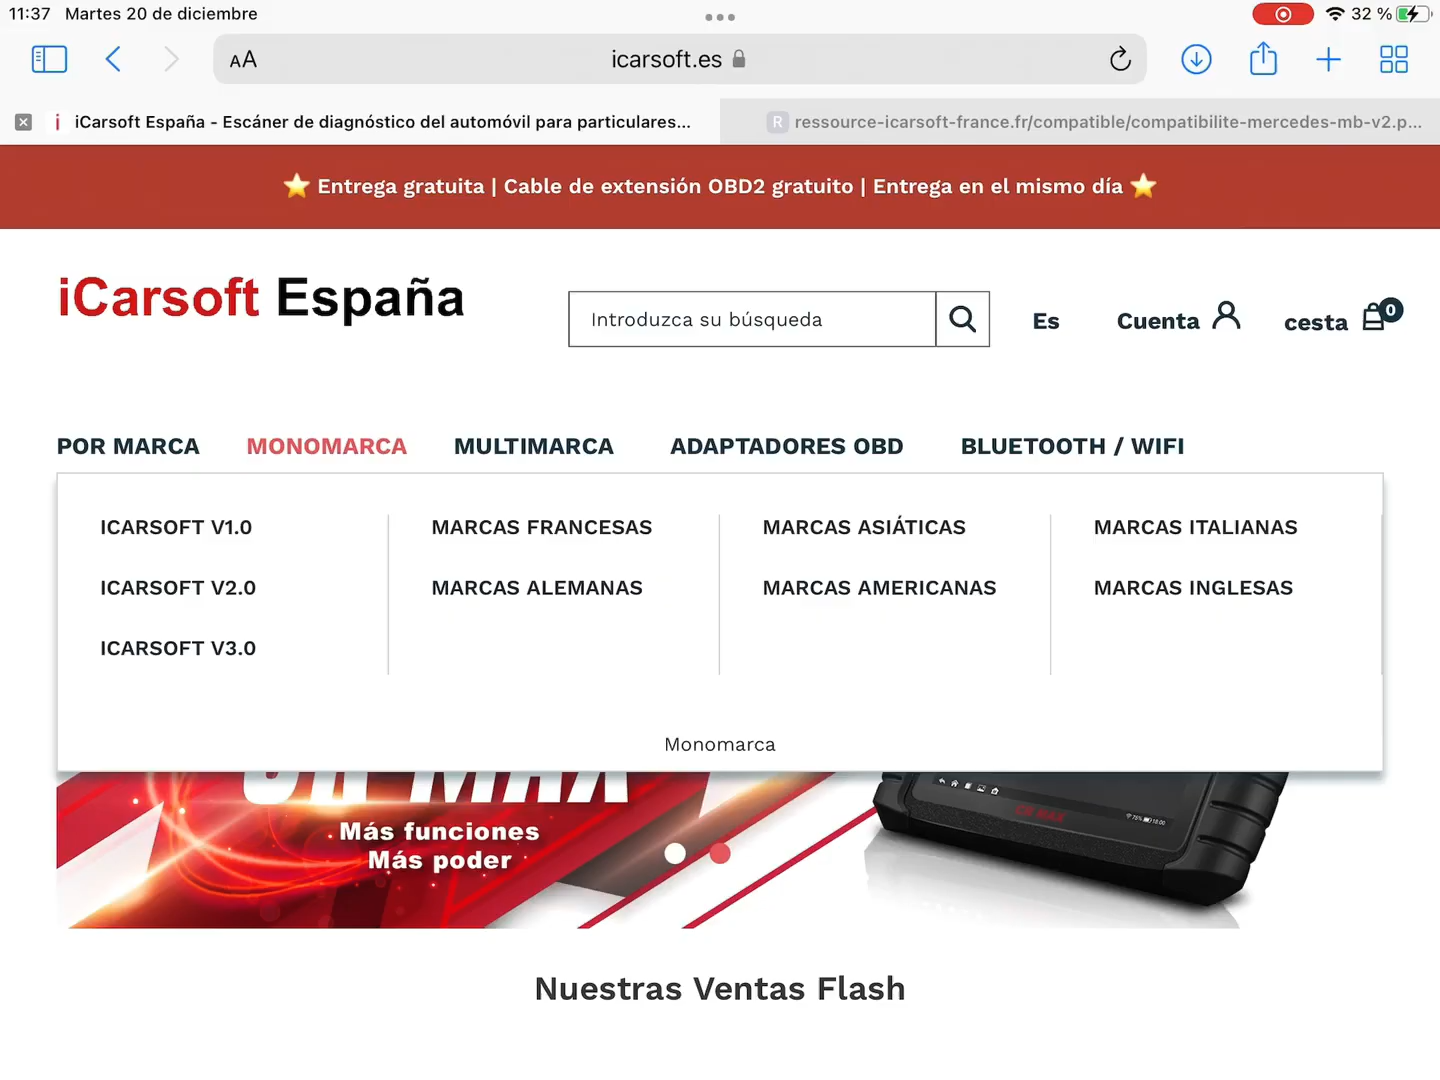 11:37 Martes 20 de diciembre
32 %
AA
icarsoft.es
i iCarsoft España - Escáner de diagnóstico del automóvil para particulares...
R ressource-icarsoft-france.fr/compatible/compatibilite-mercedes-mb-v2.p...
⭐ Entrega gratuita | Cable de extensión OBD2 gratuito | Entrega en el mismo día ⭐
iCarsoft España
Introduzca su búsqueda
Es
Cuenta
cesta 0
POR MARCA
MONOMARCA
MULTIMARCA
ADAPTADORES OBD
BLUETOOTH / WIFI
ICARSOFT V1.0
ICARSOFT V2.0
ICARSOFT V3.0
MARCAS FRANCESAS
MARCAS ALEMANAS
MARCAS ASIÁTICAS
MARCAS AMERICANAS
MARCAS ITALIANAS
MARCAS INGLESAS
Monomarca
CR MAX
Más funciones
Más poder
CR MAX
Nuestras Ventas Flash